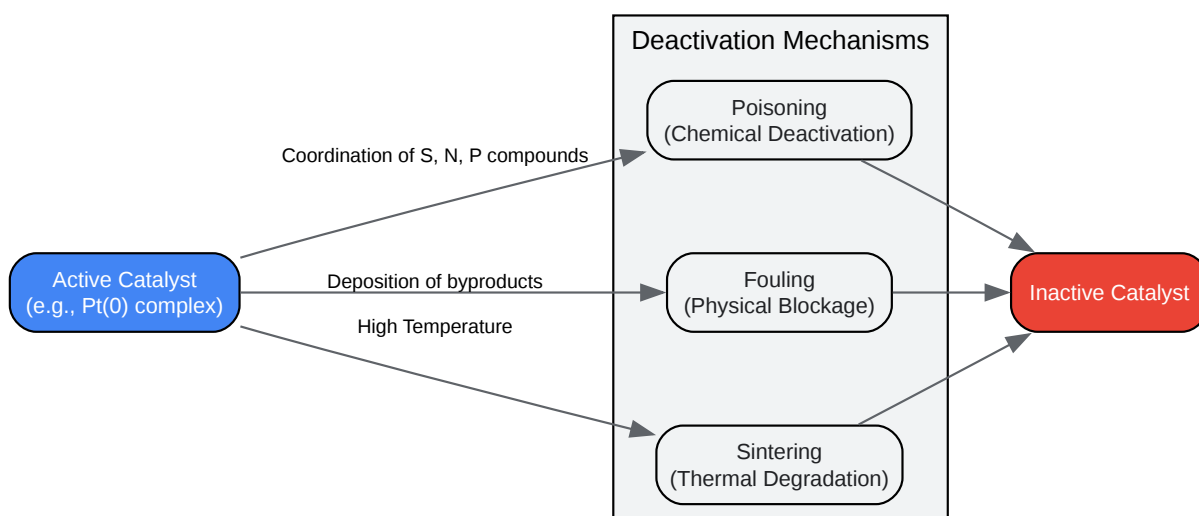 Deactivation Mechanisms
Poisoning
(Chemical Deactivation)
Coordination of S, N, P compounds
Active Catalyst
(e.g., Pt(0) complex)
Deposition of byproducts
Fouling
(Physical Blockage)
Inactive Catalyst
High Temperature
Sintering
(Thermal Degradation)